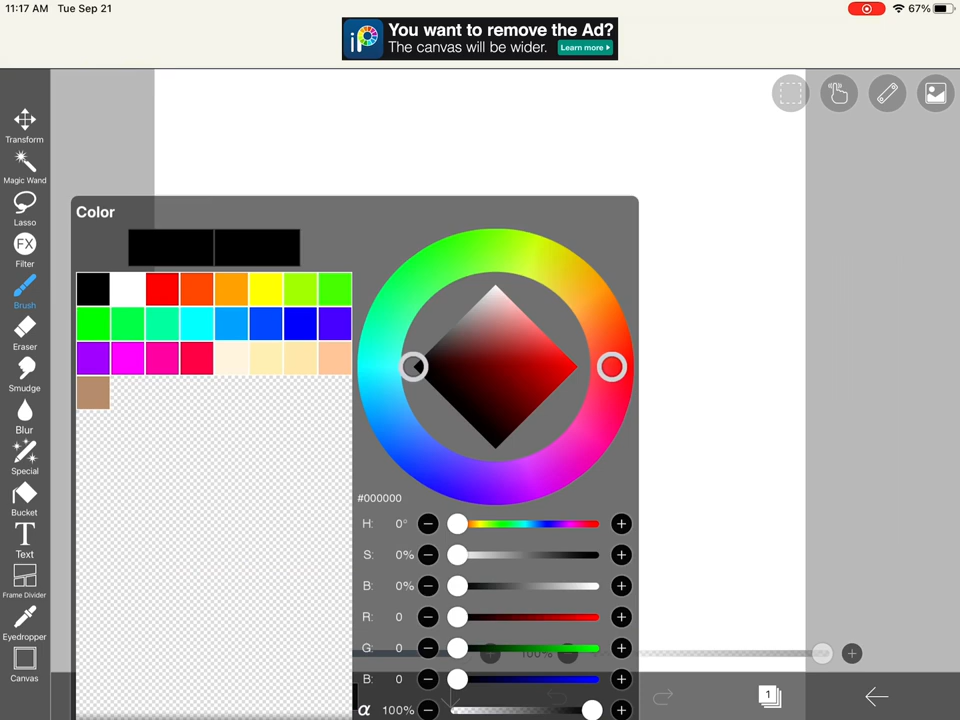 11:17 AM Tue Sep 21
67%
iP
You want to remove the Ad?
The canvas will be wider.
Learn more
Transform
Magic Wand
Lasso
FX
Filter
Brush
Eraser
Smudge
Blur
Special
Bucket
T
Text
Frame Divider
Eyedropper
Canvas
Color
#000000
H: 0°
S: 0%
B: 0%
R: 0
G: 0
B: 0
α 100%
100%
1